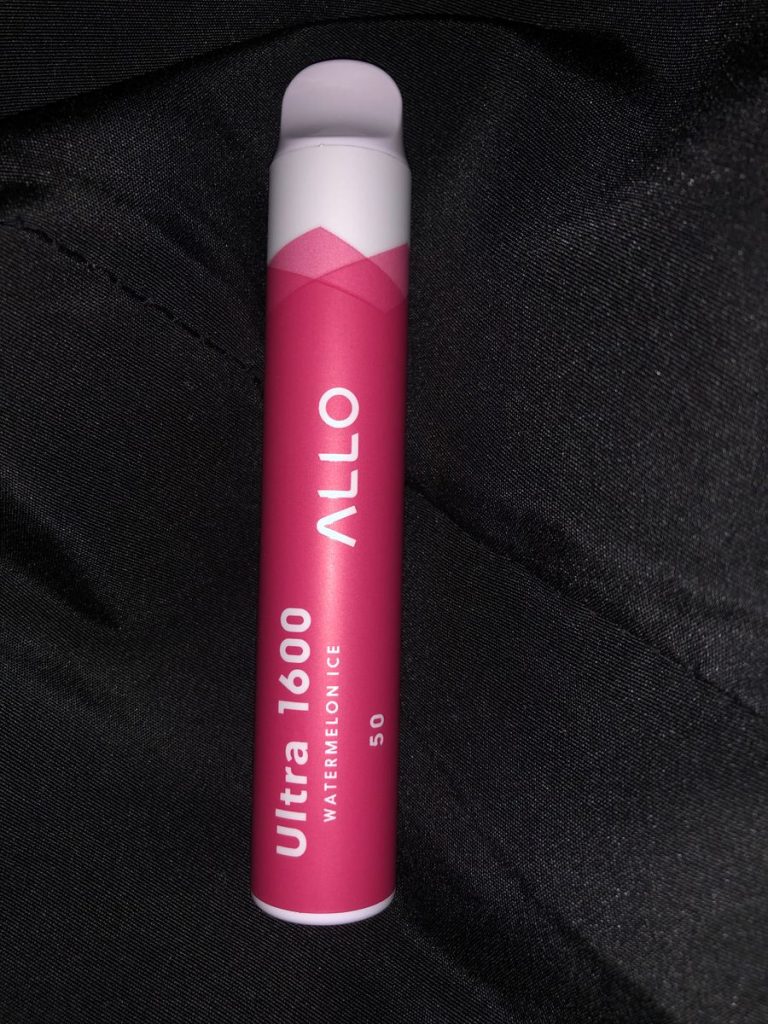 ALLO
Ultra 1600
WATERMELON ICE
50